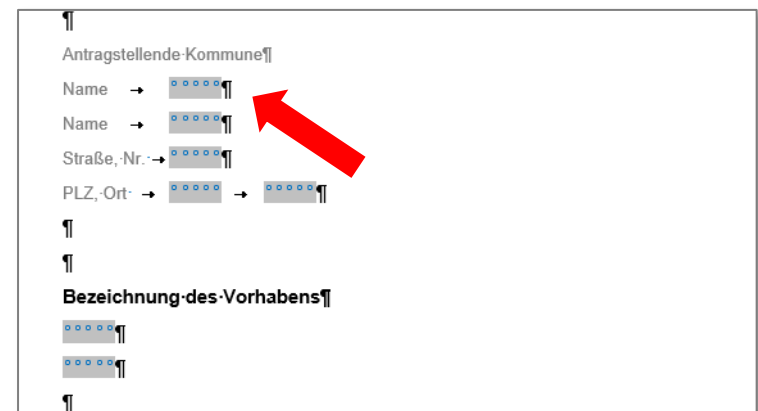 ¶
Antragstellende·Kommune¶
Name → °°°°°¶
Name → °°°°°¶
Straße,·Nr.·→ °°°°°¶
PLZ,·Ort· → °°°°° → °°°°°¶
¶
¶
Bezeichnung·des·Vorhabens¶
°°°°°¶
°°°°°¶
¶